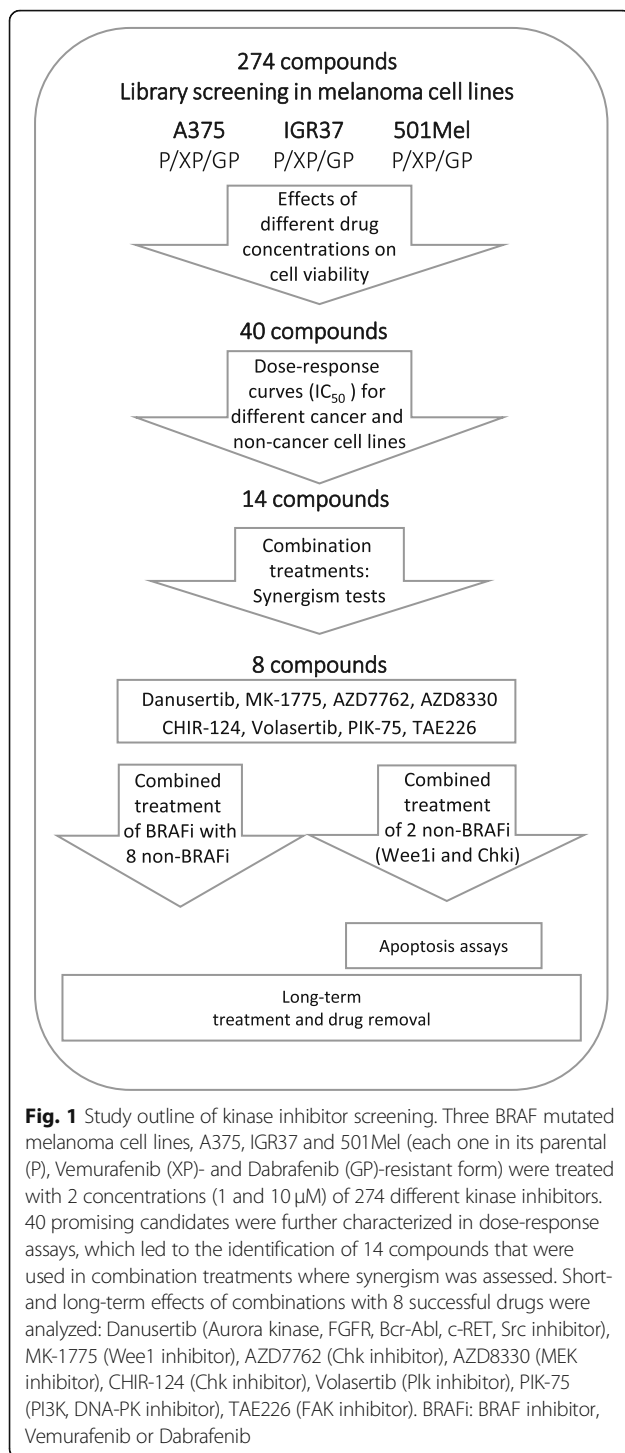 274 compounds
Library screening in melanoma cell lines
A375 IGR37 501Mel
P/XP/GP P/XP/GP P/XP/GP
Effects of
different drug
concentrations on
cell viability
40 compounds
Dose-response
curves (IC50 ) for
different cancer and
non-cancer cell lines
14 compounds
Combination
treatments:
Synergism tests
8 compounds
Danusertib, MK-1775, AZD7762, AZD8330
CHIR-124, Volasertib, PIK-75, TAE226
Combined
treatment
of BRAFi with
8 non-BRAFi
Combined
treatment
of 2 non-BRAFi
(Wee1i and Chki)
Apoptosis assays
Long-term
treatment and drug removal
Fig. 1 Study outline of kinase inhibitor screening. Three BRAF mutated
melanoma cell lines, A375, IGR37 and 501Mel (each one in its parental
(P), Vemurafenib (XP)- and Dabrafenib (GP)-resistant form) were treated
with 2 concentrations (1 and 10 μM) of 274 different kinase inhibitors.
40 promising candidates were further characterized in dose-response
assays, which led to the identification of 14 compounds that were
used in combination treatments where synergism was assessed. Short-
and long-term effects of combinations with 8 successful drugs were
analyzed: Danusertib (Aurora kinase, FGFR, Bcr-Abl, c-RET, Src inhibitor),
MK-1775 (Wee1 inhibitor), AZD7762 (Chk inhibitor), AZD8330 (MEK
inhibitor), CHIR-124 (Chk inhibitor), Volasertib (Plk inhibitor), PIK-75
(PI3K, DNA-PK inhibitor), TAE226 (FAK inhibitor). BRAFi: BRAF inhibitor,
Vemurafenib or Dabrafenib